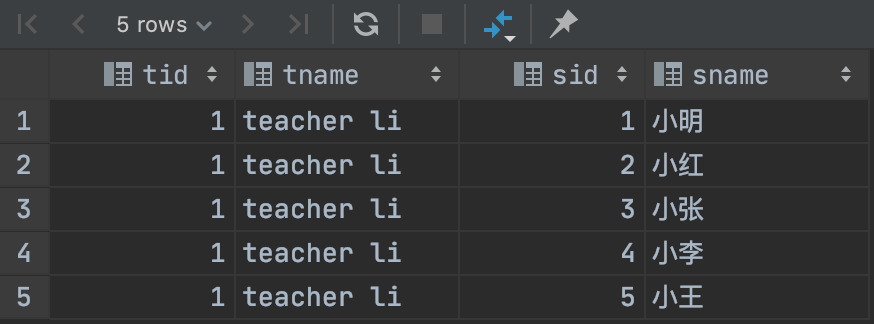 5 rows
tid tname sid sname
1 1 teacher li 1 小明
2 1 teacher li 2 小红
3 1 teacher li 3 小张
4 1 teacher li 4 小李
5 1 teacher li 5 小王